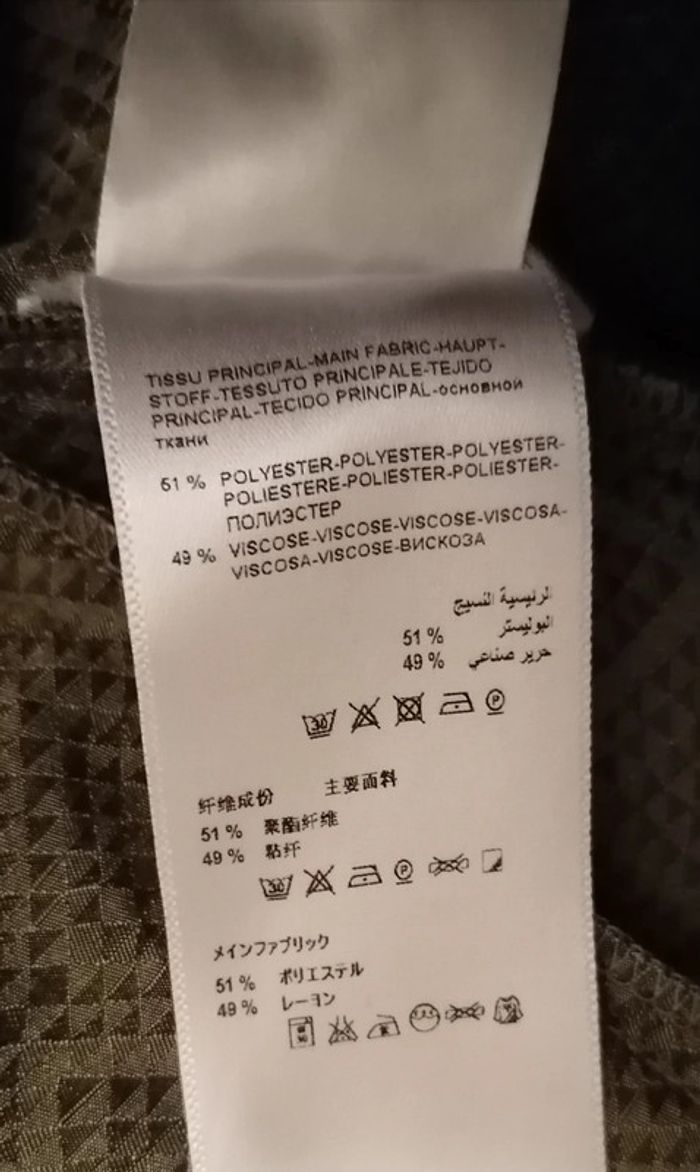 TISSU PRINCIPAL-MAIN FABRIC-HAUPT-
STOFF-TESSUTO PRINCIPALE-TEJIDO
PRINCIPAL-TECIDO PRINCIPAL-основной
ткани
51 % POLYESTER-POLYESTER-POLYESTER-
POLIESTERE-POLIESTER-POLIESTER-
ПОЛИЭСТЕР
49 % VISCOSE-VISCOSE-VISCOSE-VISCOSA-
VISCOSA-VISCOSE-ВИСКОЗА
الرئيسية النسيج
البوليستر 51 %
حرير صناعي 49 %
30 P
纤维成份 主要面料
51 % 聚酯纤维
49 % 粘纤
30 P
メインファブリック
51 % ポリエステル
49 % レーヨン